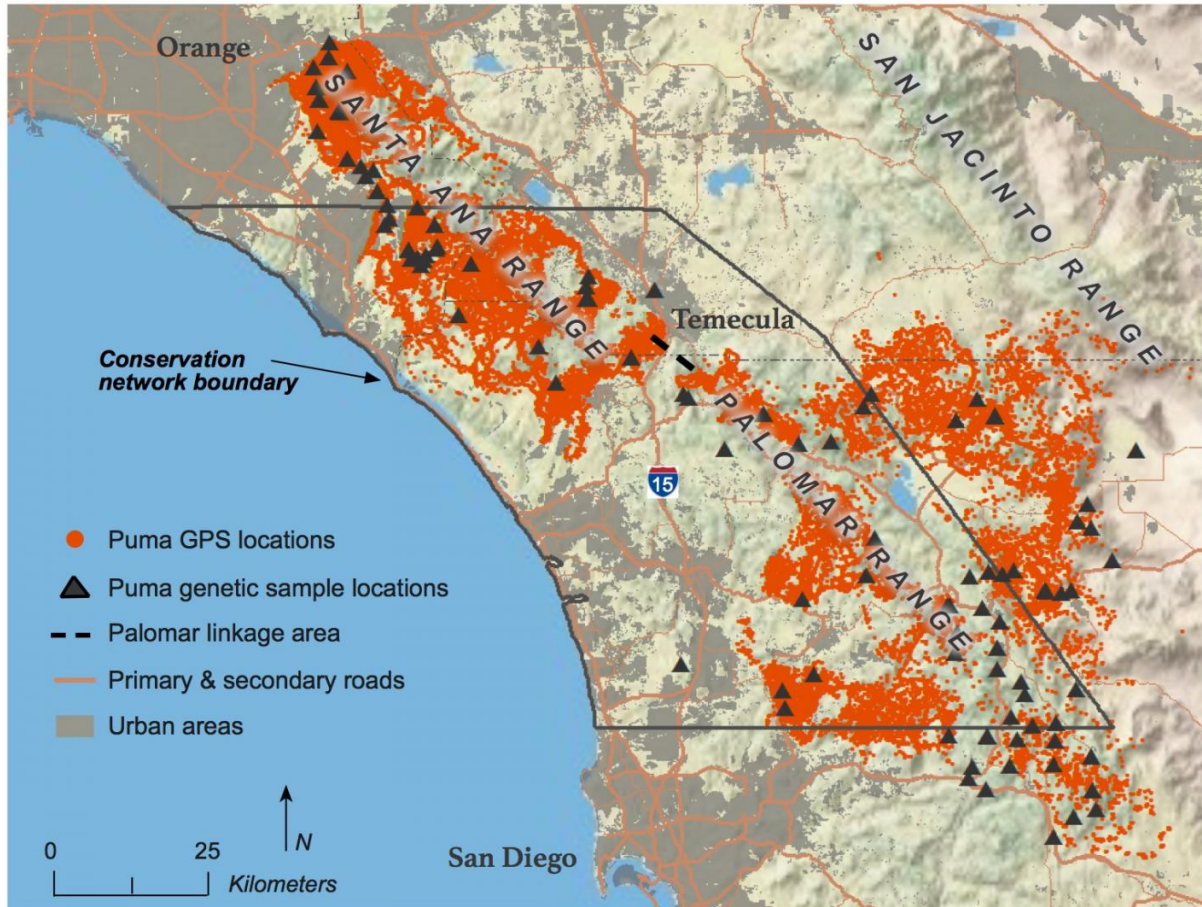 Orange
SANTA ANA RANGE
SAN JACINTO RANGE
Temecula
Conservation
network boundary
PALOMAR RANGE
15
Puma GPS locations
Puma genetic sample locations
Palomar linkage area
Primary & secondary roads
Urban areas
N
0 25
Kilometers
San Diego